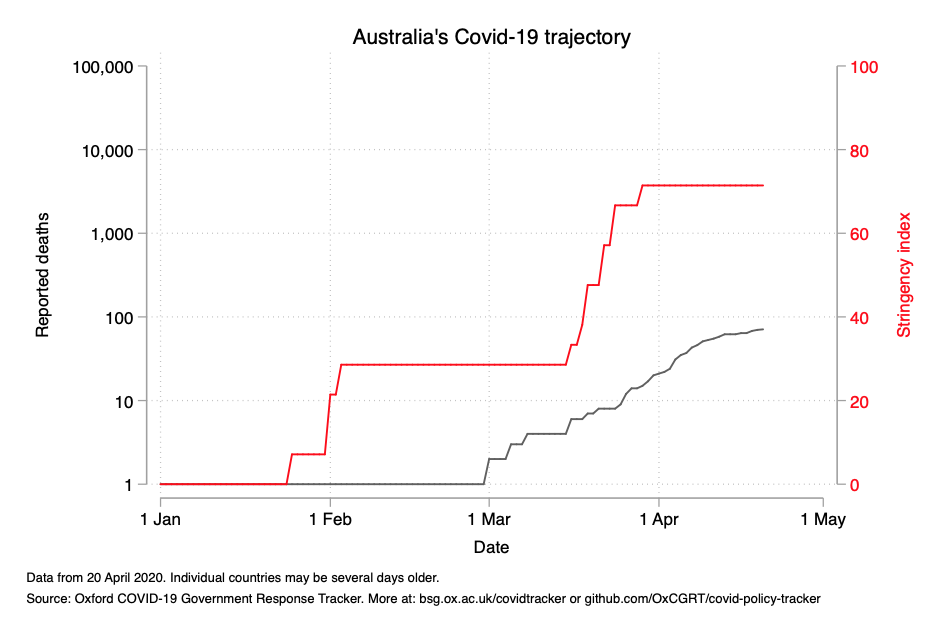 Australia's Covid-19 trajectory
100,000
10,000
1,000
100
10
1
Reported deaths
100
80
60
40
20
0
Stringency index
1 Jan
1 Feb
1 Mar
1 Apr
1 May
Date
Data from 20 April 2020. Individual countries may be several days older.
Source: Oxford COVID-19 Government Response Tracker. More at: bsg.ox.ac.uk/covidtracker or github.com/OxCGRT/covid-policy-tracker